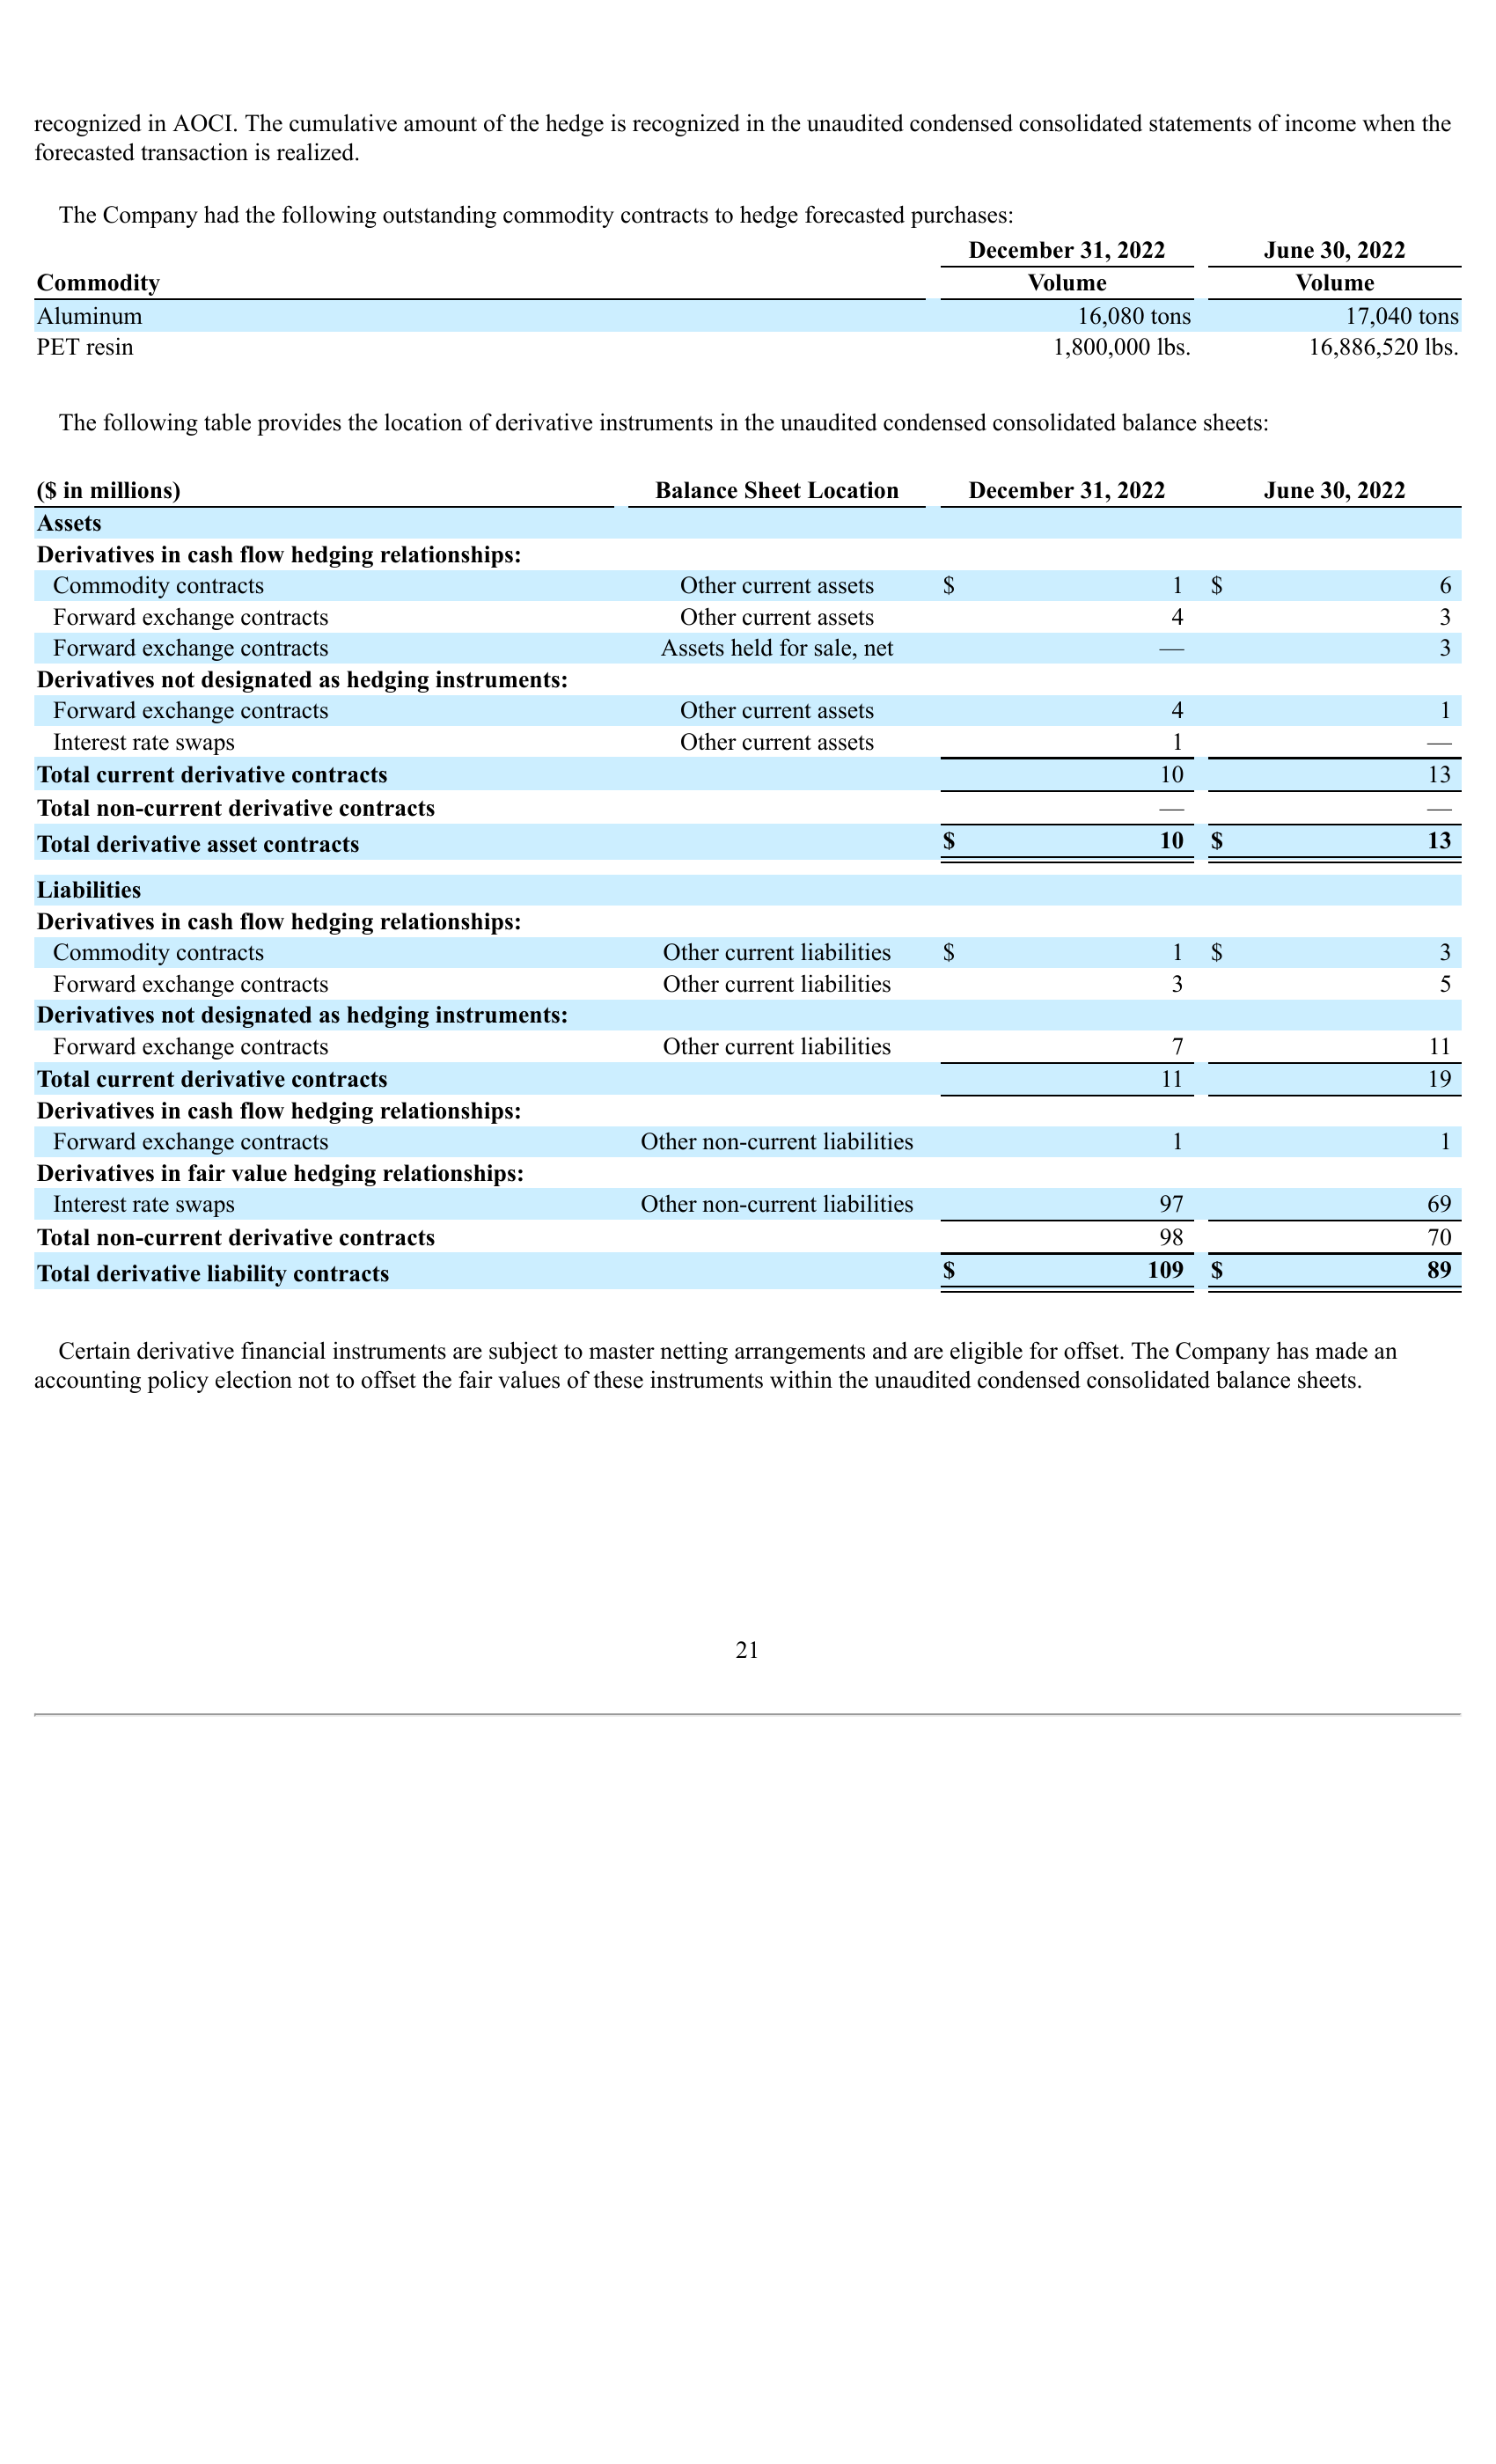 recognized in AOCI. The cumulative amount of the hedge is recognized in the unaudited condensed consolidated statements of income when the
forecasted transaction is realized.
The Company had the following outstanding commodity contracts to hedge forecasted purchases:
December 31, 2022 June 30, 2022
Commodity Volume Volume
Aluminum 16,080 tons 17,040 tons
PET resin 1,800,000 lbs. 16,886,520 lbs.
The following table provides the location of derivative instruments in the unaudited condensed consolidated balance sheets:
($ in millions) Balance Sheet Location December 31, 2022 June 30, 2022
Assets
Derivatives in cash flow hedging relationships:
Commodity contracts Other current assets $ 1 $ 6
Forward exchange contracts Other current assets 4 3
Forward exchange contracts Assets held for sale, net — 3
Derivatives not designated as hedging instruments:
Forward exchange contracts Other current assets 4 1
Interest rate swaps Other current assets 1 —
Total current derivative contracts 10 13
Total non-current derivative contracts — —
Total derivative asset contracts $ 10 $ 13
Liabilities
Derivatives in cash flow hedging relationships:
Commodity contracts Other current liabilities $ 1 $ 3
Forward exchange contracts Other current liabilities 3 5
Derivatives not designated as hedging instruments:
Forward exchange contracts Other current liabilities 7 11
Total current derivative contracts 11 19
Derivatives in cash flow hedging relationships:
Forward exchange contracts Other non-current liabilities 1 1
Derivatives in fair value hedging relationships:
Interest rate swaps Other non-current liabilities 97 69
Total non-current derivative contracts 98 70
Total derivative liability contracts $ 109 $ 89
Certain derivative financial instruments are subject to master netting arrangements and are eligible for offset. The Company has made an
accounting policy election not to offset the fair values of these instruments within the unaudited condensed consolidated balance sheets.
21